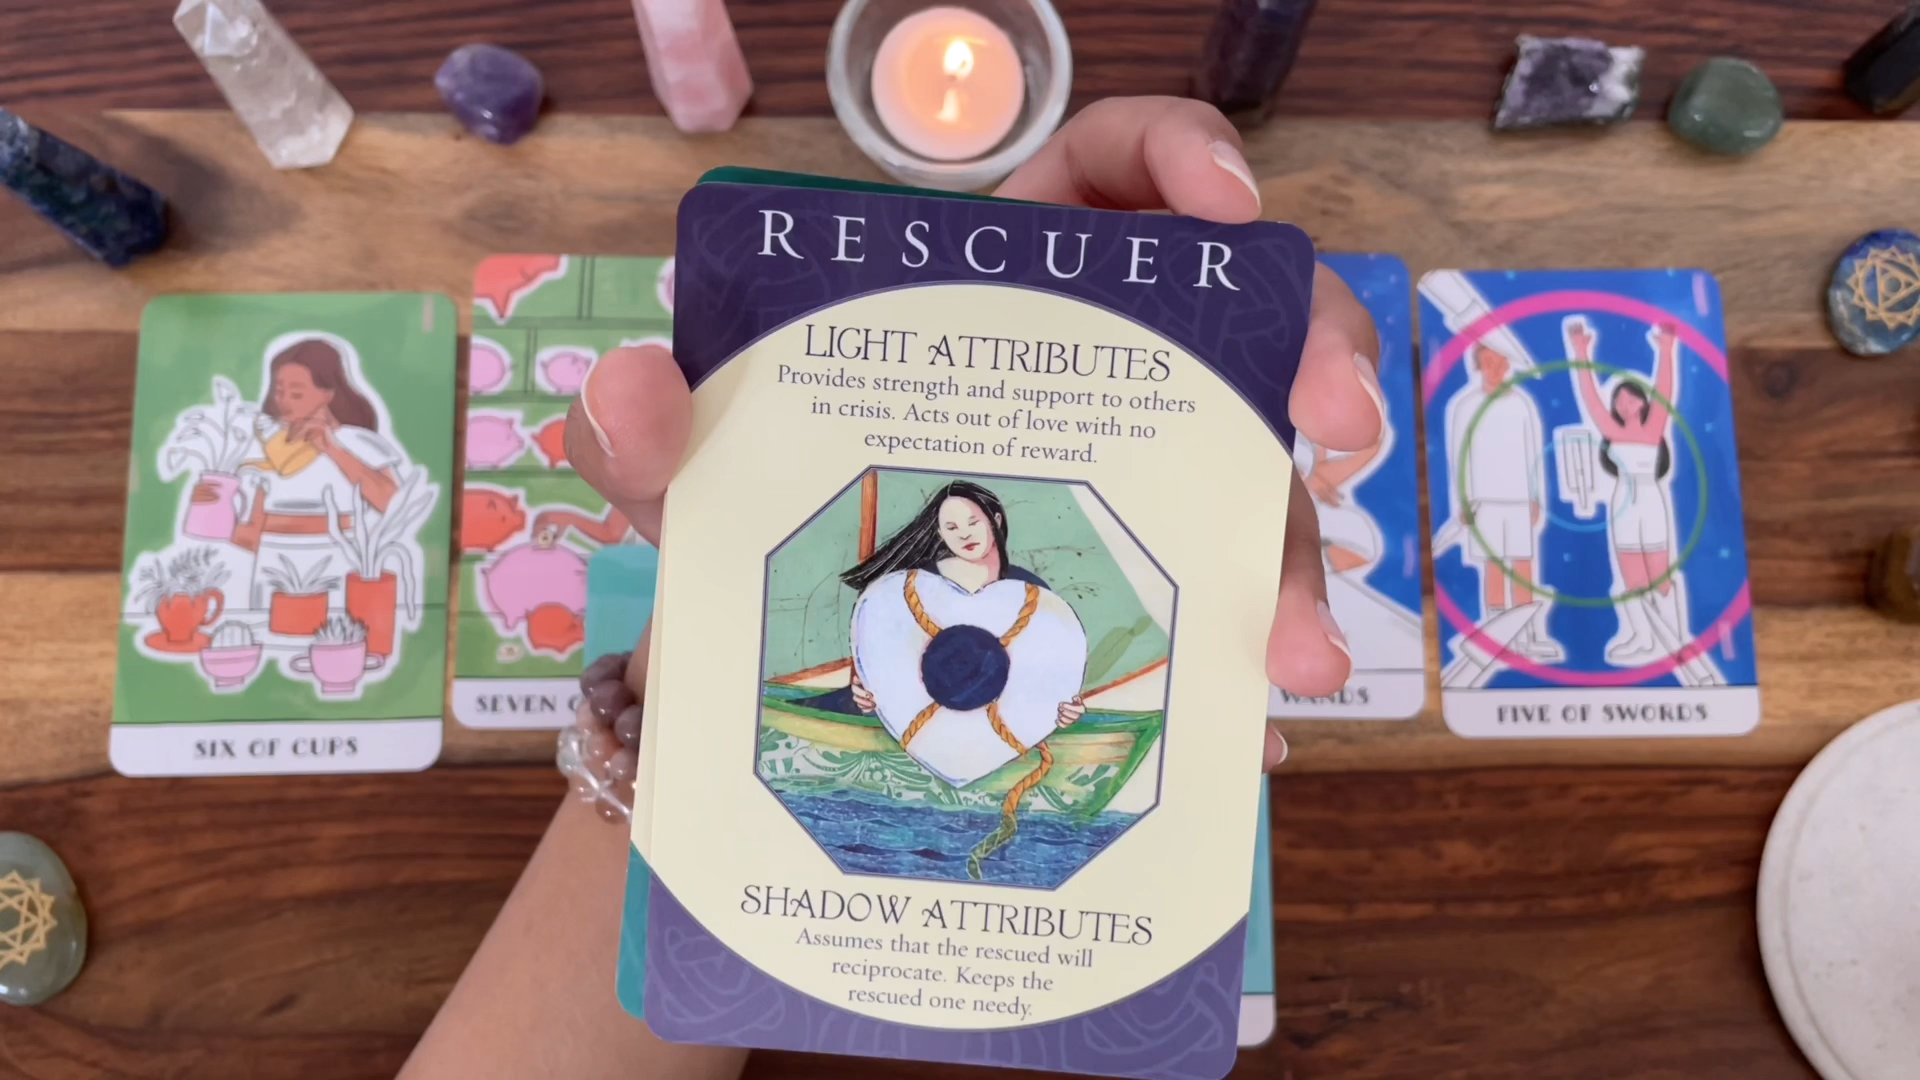 RESCUER
LIGHT ATTRIBUTES
Provides strength and support to others
in crisis. Acts out of love with no
expectation of reward.
SHADOW ATTRIBUTES
Assumes that the rescued will
reciprocate. Keeps the
rescued one needy.
SIX OF CUPS
SEVEN
WANDS
FIVE OF SWORDS